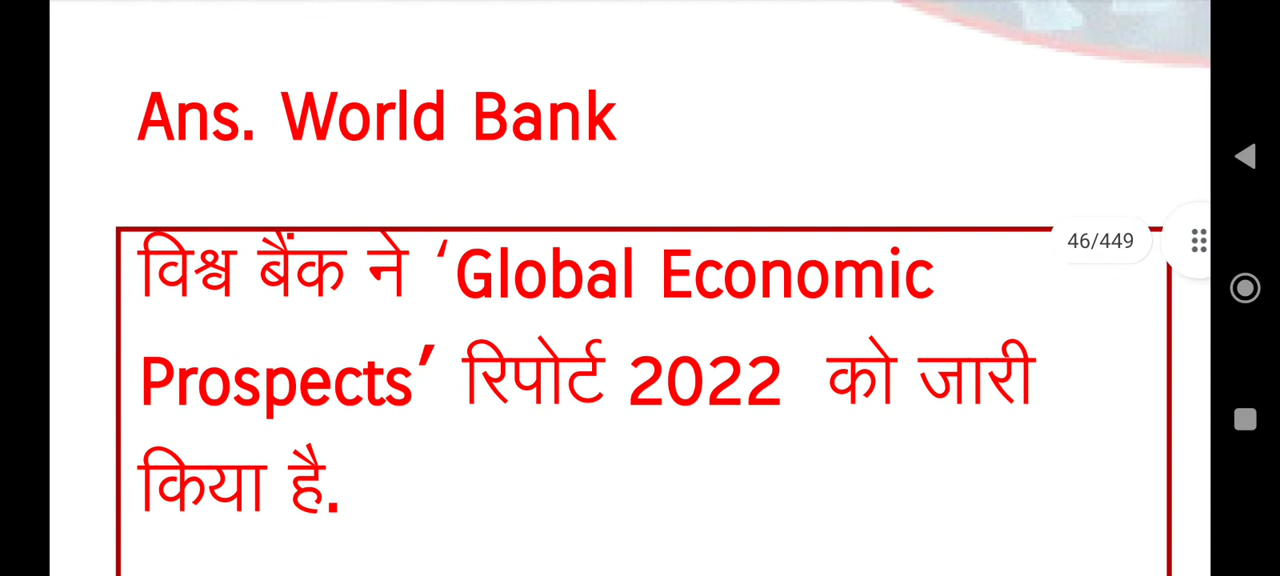 Ans. World Bank
46/449
विश्व बैंक ने ‘Global Economic
Prospects’ रिपोर्ट 2022 को जारी
किया है.